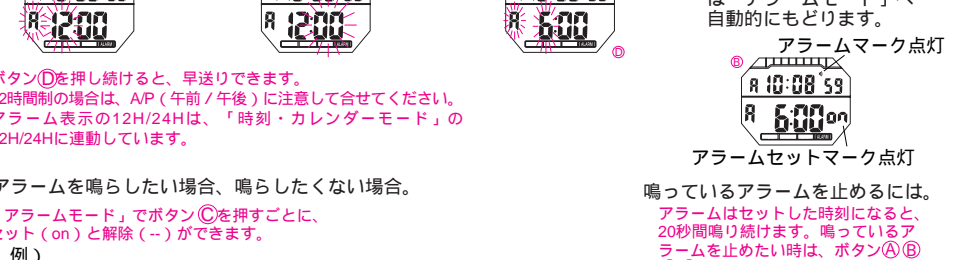 A 12:00
A 12:00
A 6:00
Ⓓ
ボタンⒹを押し続けると、早送りできます。
2時間制の場合は、A/P(午前/午後)に注意して合せてください。
アラーム表示の12H/24Hは、「時刻・カレンダーモード」の
2H/24Hに連動しています。
アラームを鳴らしたい場合、鳴らしたくない場合。
アラームモード」でボタンⒸを押すごとに、
セット(on)と解除(--)ができます。
例)
自動的にもどります。
アラームマーク点灯
Ⓑ
A 10:08 59
A 6:00 on
アラームセットマーク点灯
鳴っているアラームを止めるには。
アラームはセットした時刻になると、
20秒間鳴り続けます。鳴っているア
ラームを止めたい時は、ボタンⒶⒷ